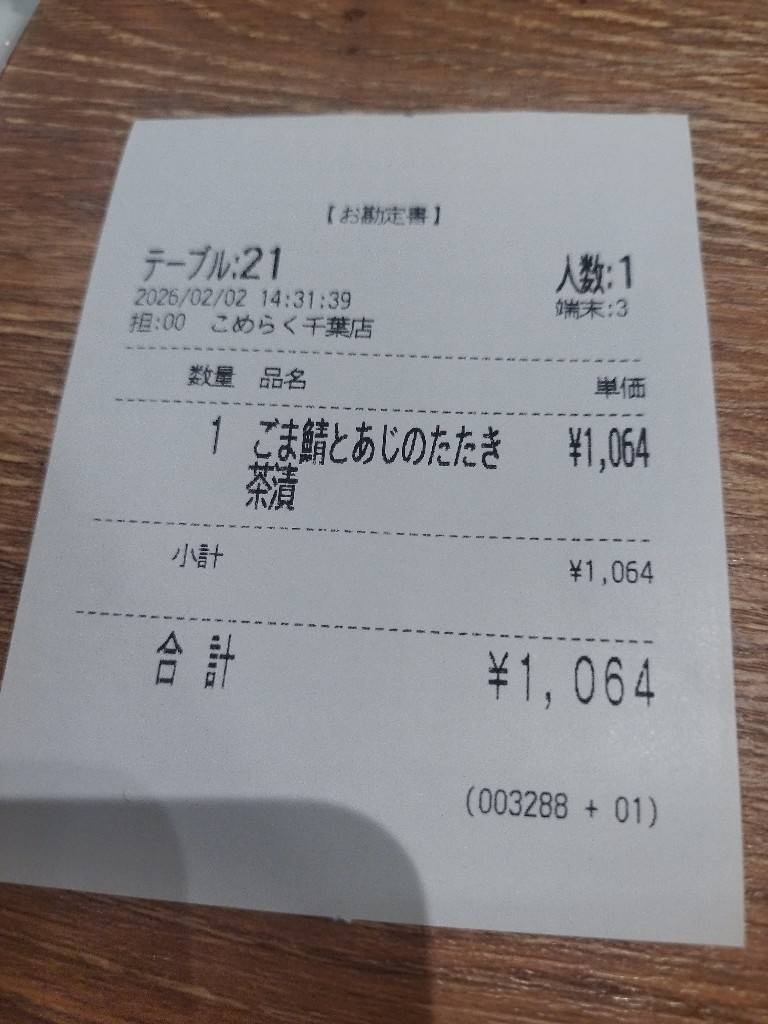 【お勘定書】
テーブル:21 人数:1
2026/02/02 14:31:39 端末:3
担:00 こめらく千葉店
数量 品名 単価
1 ごま鯖とあじのたたき ¥1,064
茶漬
小計 ¥1,064
合計 ¥1,064
(003288 + 01)